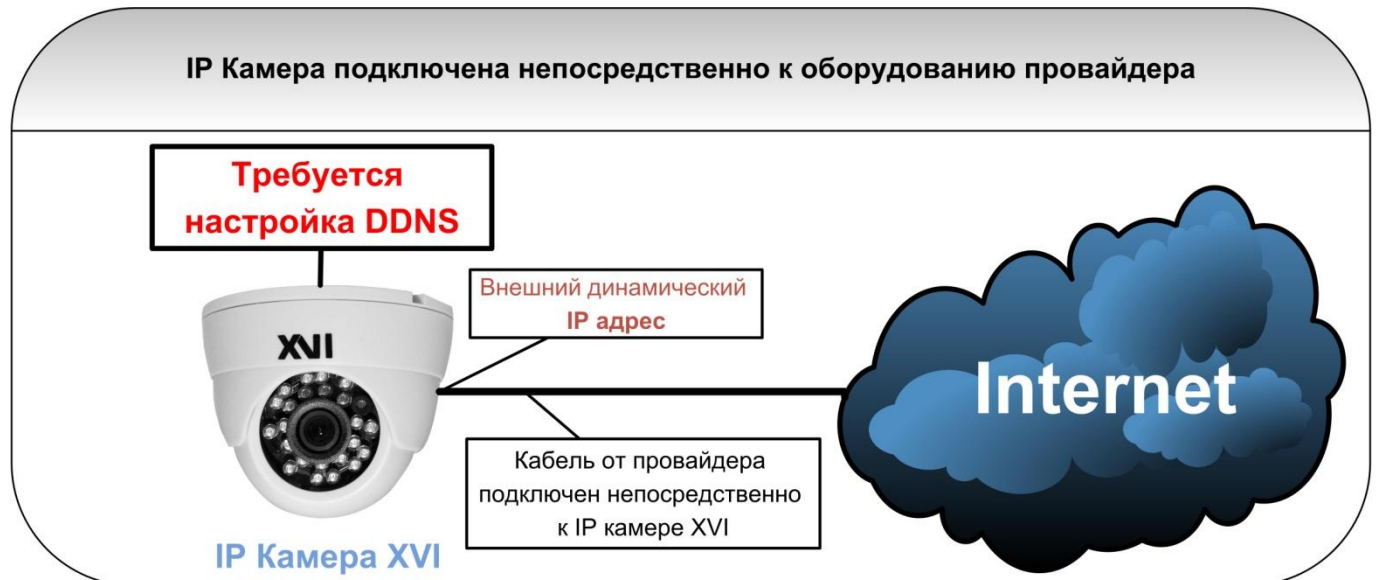 IP Камера подключена непосредственно к оборудованию провайдера
Требуется
настройка DDNS
Внешний динамический
IP адрес
XVI
Internet
Кабель от провайдера
подключен непосредственно
к IP камере XVI
IP Камера XVI